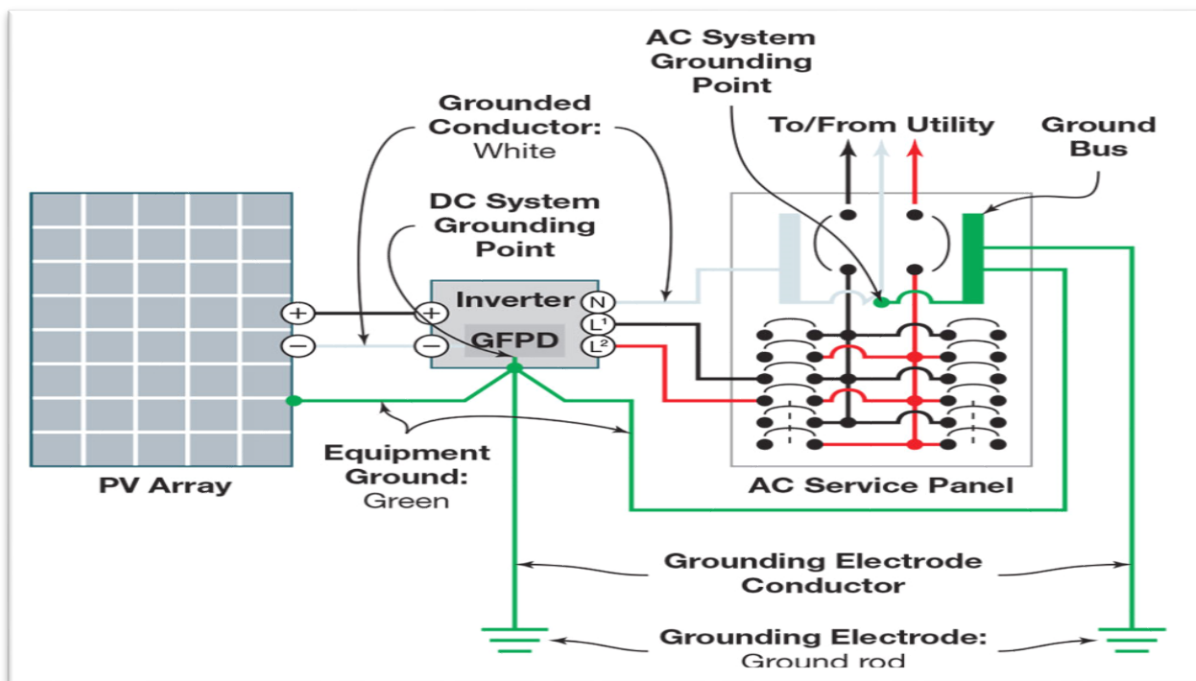 AC System
Grounding
Point
Grounded
Conductor:
White
To/From Utility
Ground
Bus
DC System
Grounding
Point
+
+
Inverter
N
L¹
−
−
GFPD
L²
Equipment
Ground:
Green
PV Array
AC Service Panel
Grounding Electrode
Conductor
Grounding Electrode:
Ground rod